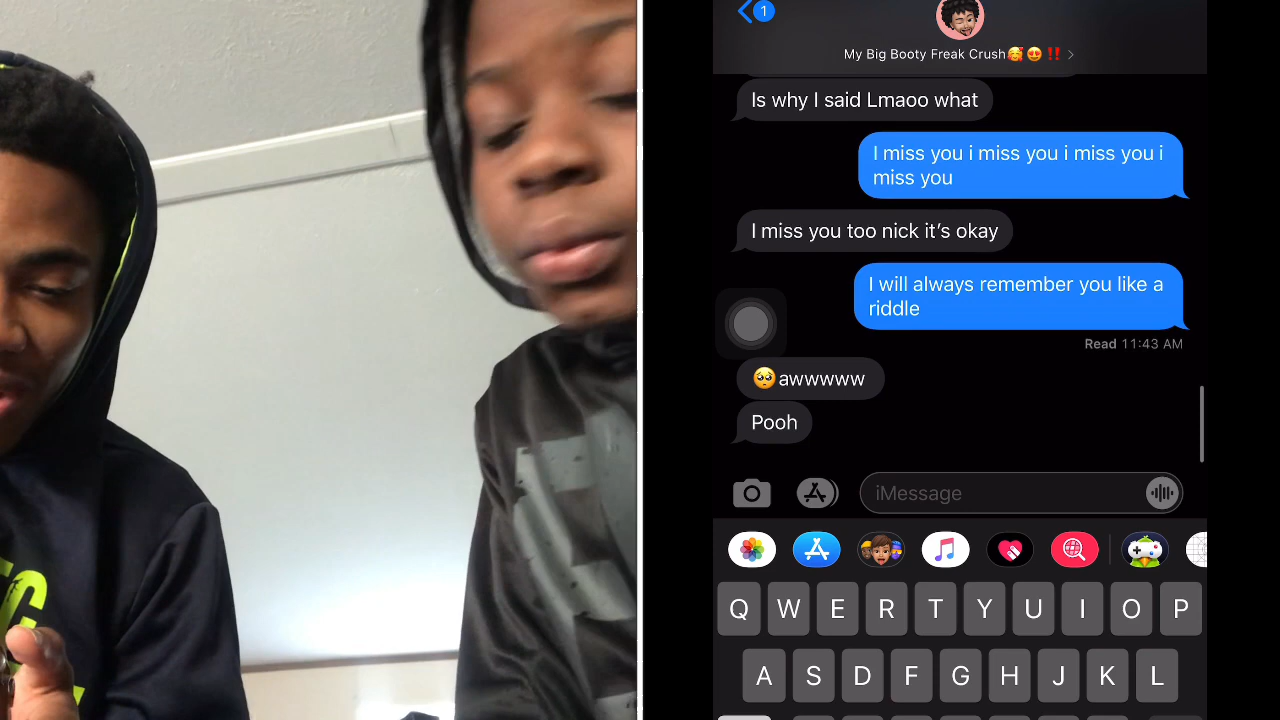 1
My Big Booty Freak Crush🥰😍‼️ >
Is why I said Lmaoo what
I miss you i miss you i miss you i
miss you
I miss you too nick it's okay
I will always remember you like a
riddle
Read 11:43 AM
🥺awwwww
Pooh
iMessage
Q W E R T Y U I O P
A S D F G H J K L